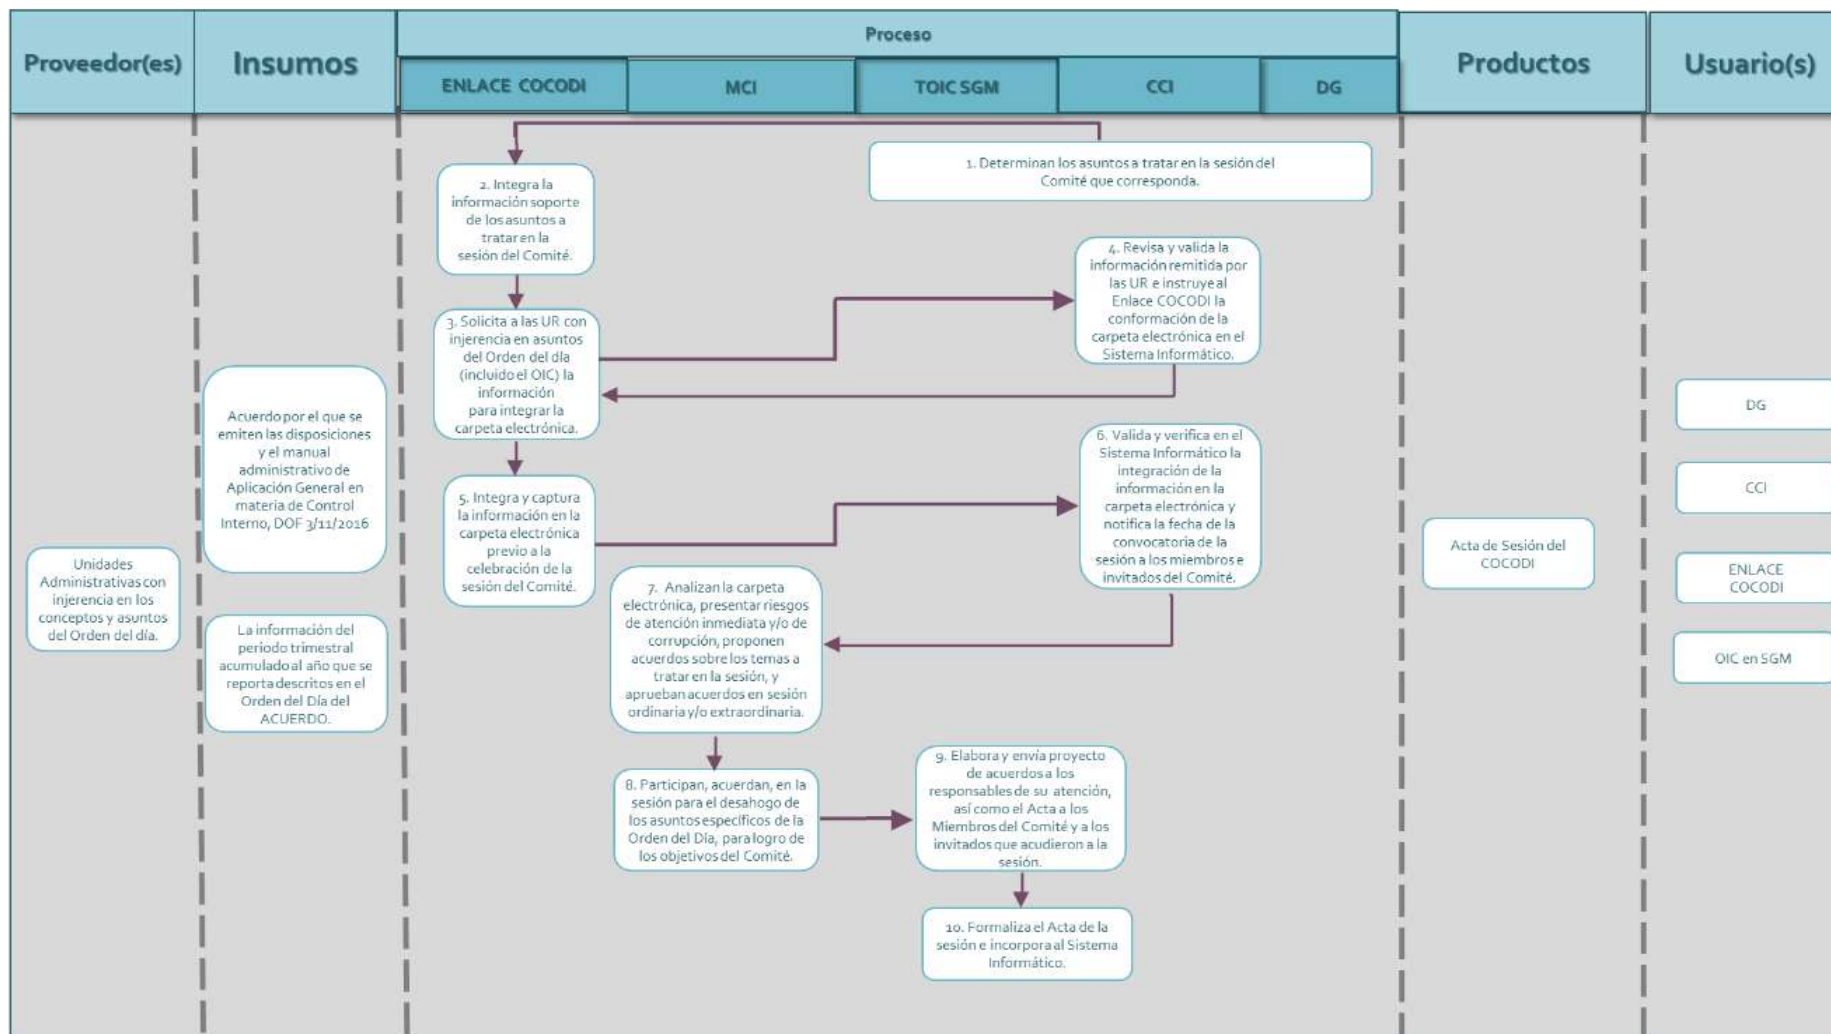 Proveedor(es)
Insumos
Proceso
ENLACE COCODI
MCI
TOIC SGM
CCI
DG
Productos
Usuario(s)
1. Determinan los asuntos a tratar en la sesión del
Comité que corresponda.
2. Integra la
información soporte
de los asuntos a
tratar en la
sesión del Comité.
3. Solicita a las UR con
injerencia en asuntos
del Orden del día
(incluido el OIC) la
información
para integrar la
carpeta electrónica.
4. Revisa y valida la
información remitida por
las UR e instruye al
Enlace COCODI la
conformación de la
carpeta electrónica en el
Sistema Informático.
5. Integra y captura
la información en la
carpeta electrónica
previo a la
celebración de la
sesión del Comité.
6. Valida y verifica en el
Sistema Informático la
integración de la
información en la
carpeta electrónica y
notifica la fecha de la
convocatoria de la
sesión a los miembros e
invitados del Comité.
7. Analizan la carpeta
electrónica, presentar riesgos
de atención inmediata y/o de
corrupción, proponen
acuerdos sobre los temas a
tratar en la sesión, y
aprueban acuerdos en sesión
ordinaria y/o extraordinaria.
8. Participan, acuerdan, en la
sesión para el desahogo de
los asuntos específicos de la
Orden del Día, para logro de
los objetivos del Comité.
9. Elabora y envía proyecto
de acuerdos a los
responsables de su atención,
así como el Acta a los
Miembros del Comité y a los
invitados que acudieron a la
sesión.
10. Formaliza el Acta de la
sesión e incorpora al Sistema
Informático.
Unidades
Administrativas con
injerencia en los
conceptos y asuntos
del Orden del día.
Acuerdo por el que se
emiten las disposiciones
y el manual
administrativo de
Aplicación General en
materia de Control
Interno, DOF 3/11/2016
La información del
periodo trimestral
acumulado al año que se
reporta descritos en el
Orden del Día del
ACUERDO.
Acta de Sesión del
COCODI
DG
CCI
ENLACE
COCODI
OIC en SGM